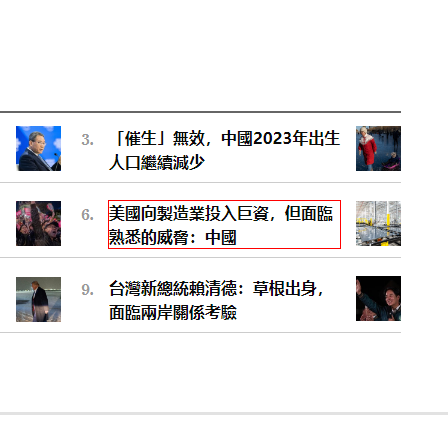 3. 「催生」無效，中國2023年出生
人口繼續減少
6. 美國向製造業投入巨資，但面臨
熟悉的威脅：中國
9. 台灣新總統賴清德：草根出身，
面臨兩岸關係考驗